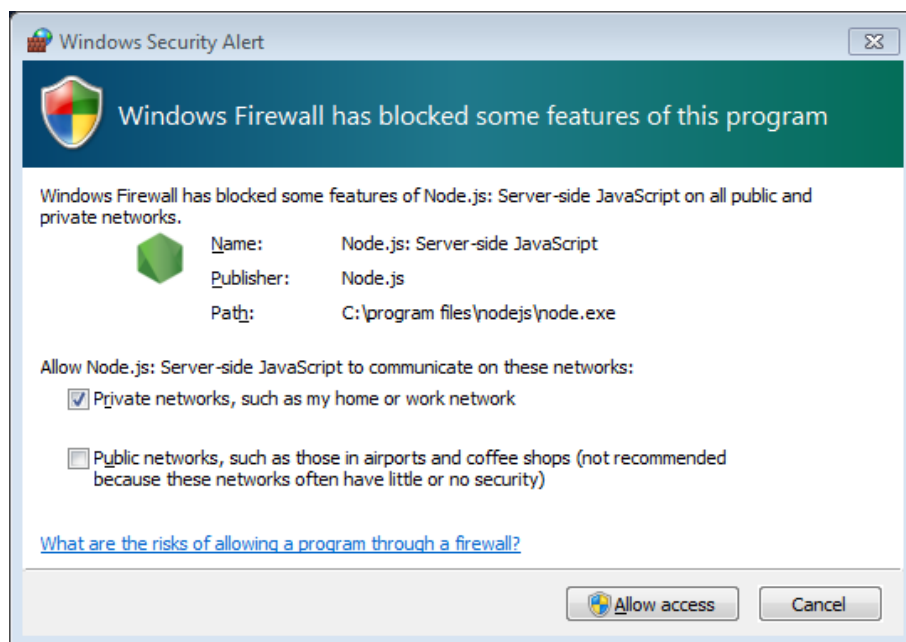 Windows Security Alert
Windows Firewall has blocked some features of this program
Windows Firewall has blocked some features of Node.js: Server-side JavaScript on all public and
private networks.
Name: Node.js: Server-side JavaScript
Publisher: Node.js
Path: C:\program files\nodejs\node.exe
Allow Node.js: Server-side JavaScript to communicate on these networks:
Private networks, such as my home or work network
Public networks, such as those in airports and coffee shops (not recommended
because these networks often have little or no security)
What are the risks of allowing a program through a firewall?
Allow access Cancel